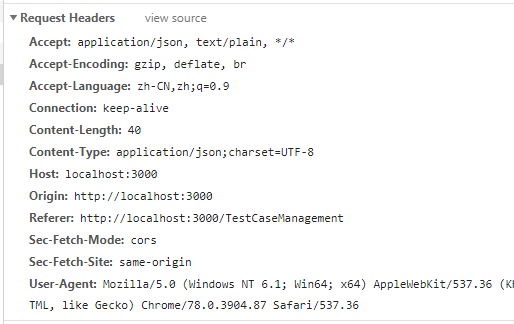 Request Headers view source
Accept: application/json, text/plain, */*
Accept-Encoding: gzip, deflate, br
Accept-Language: zh-CN,zh;q=0.9
Connection: keep-alive
Content-Length: 40
Content-Type: application/json;charset=UTF-8
Host: localhost:3000
Origin: http://localhost:3000
Referer: http://localhost:3000/TestCaseManagement
Sec-Fetch-Mode: cors
Sec-Fetch-Site: same-origin
User-Agent: Mozilla/5.0 (Windows NT 6.1; Win64; x64) AppleWebKit/537.36 (KH
TML, like Gecko) Chrome/78.0.3904.87 Safari/537.36